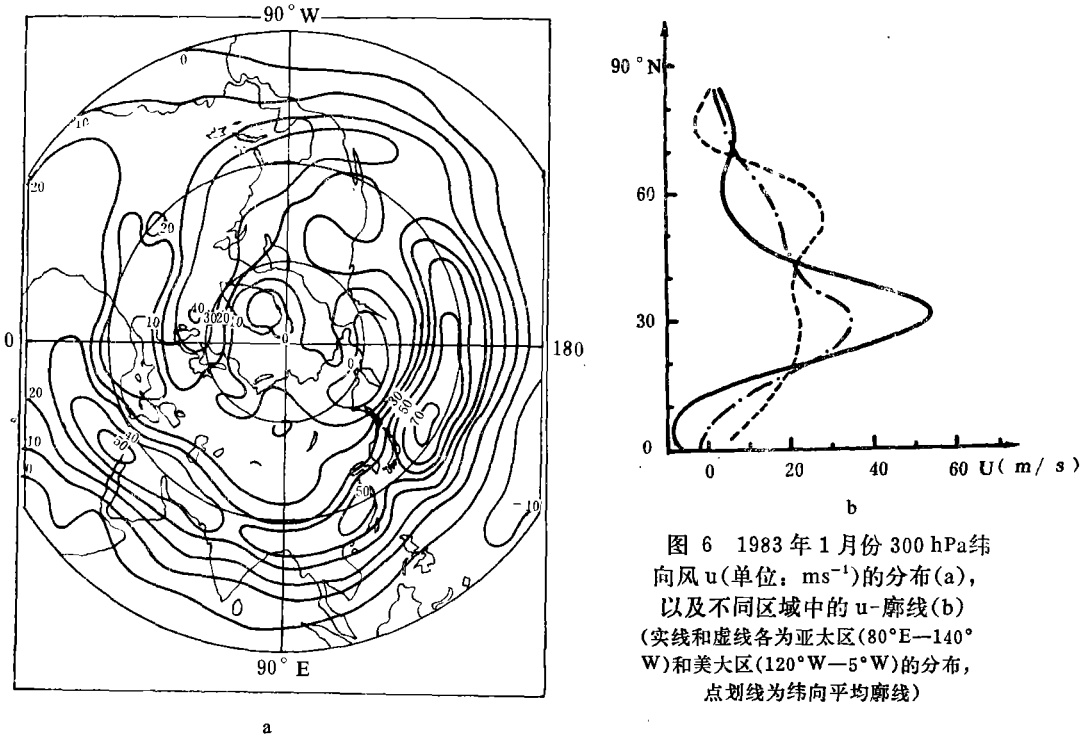 90°W
0
10
20
20
10
40
30
20
10
0
0
0
180
30
50
70
20
10
0
40
50
50
-10
90°E
a
90°N
60
30
0
0 20 40 60 U(m/s)
b
图 6 1983 年 1 月份 300 hPa纬
向风 u(单位: ms⁻¹)的分布(a),
以及不同区域中的 u-廓线(b)
(实线和虚线各为亚太区(80°E—140°
W)和美大区(120°W—5°W)的分布,
点划线为纬向平均廓线)